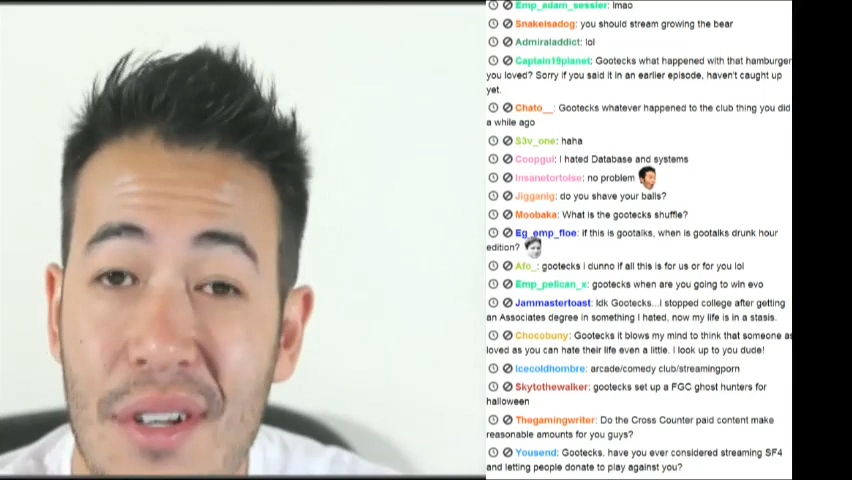 Emp_adam_sessler: lmao
Snakeisadog: you should stream growing the bear
Admiraladdict: lol
Captain19planet: Gootecks what happened with that hamburger
you loved? Sorry if you said it in an earlier episode, haven't caught up
yet.
Chato__: Gootecks whatever happened to the club thing you did
a while ago
S3v_one: haha
Coopgui: I hated Database and systems
Insanetortoise: no problem
Jigganig: do you shave your balls?
Moobaka: What is the gootecks shuffle?
Eg_emp_floe: if this is gootalks, when is gootalks drunk hour
edition?
Afo_: gootecks i dunno if all this is for us or for you lol
Emp_pelican_s: gootecks when are you going to win evo
Jammastertoast: Idk Gootecks...I stopped college after getting
an Associates degree in something I hated, now my life is in a stasis.
Chocobuny: Gootecks it blows my mind to think that someone as
loved as you can hate their life even a little. I look up to you dude!
Icecoldhombre: arcade/comedy club/streamingporn
Skytothewalker: gootecks set up a FGC ghost hunters for
halloween
Thegamingwriter: Do the Cross Counter paid content make
reasonable amounts for you guys?
Yousend: Gootecks, have you ever considered streaming SF4
and letting people donate to play against you?